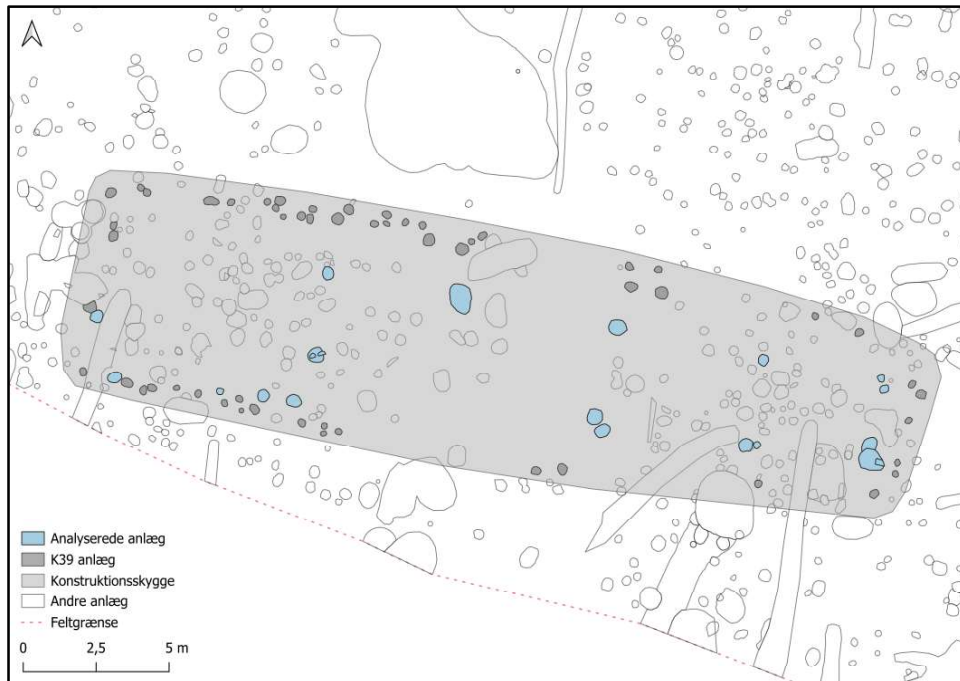 Analyserede anlæg
K39 anlæg
Konstruktionsskygge
Andre anlæg
Feltgrænse
0 2,5 5 m